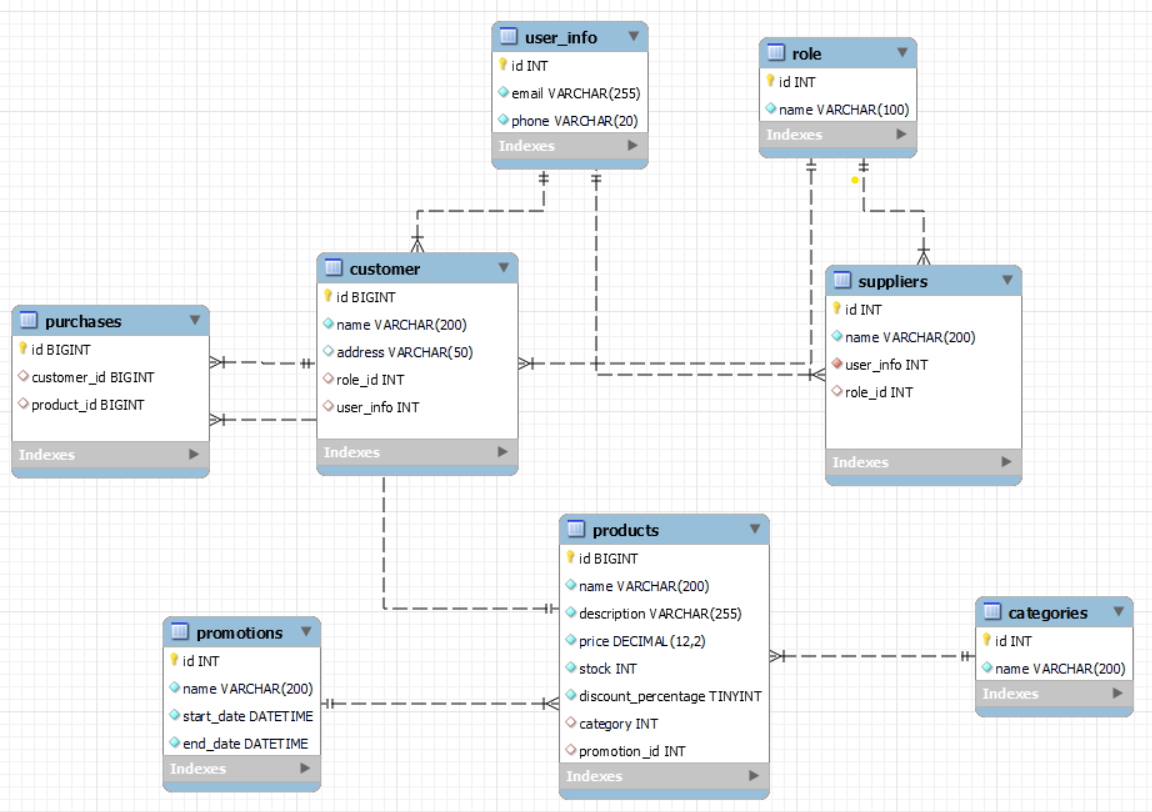 user_info
id INT
email VARCHAR(255)
phone VARCHAR(20)
Indexes
role
id INT
name VARCHAR(100)
Indexes
customer
id BIGINT
name VARCHAR(200)
address VARCHAR(50)
role_id INT
user_info INT
Indexes
suppliers
id INT
name VARCHAR(200)
user_info INT
role_id INT
Indexes
purchases
id BIGINT
customer_id BIGINT
product_id BIGINT
Indexes
products
id BIGINT
name VARCHAR(200)
description VARCHAR(255)
price DECIMAL(12,2)
stock INT
discount_percentage TINYINT
category INT
promotion_id INT
Indexes
promotions
id INT
name VARCHAR(200)
start_date DATETIME
end_date DATETIME
Indexes
categories
id INT
name VARCHAR(200)
Indexes